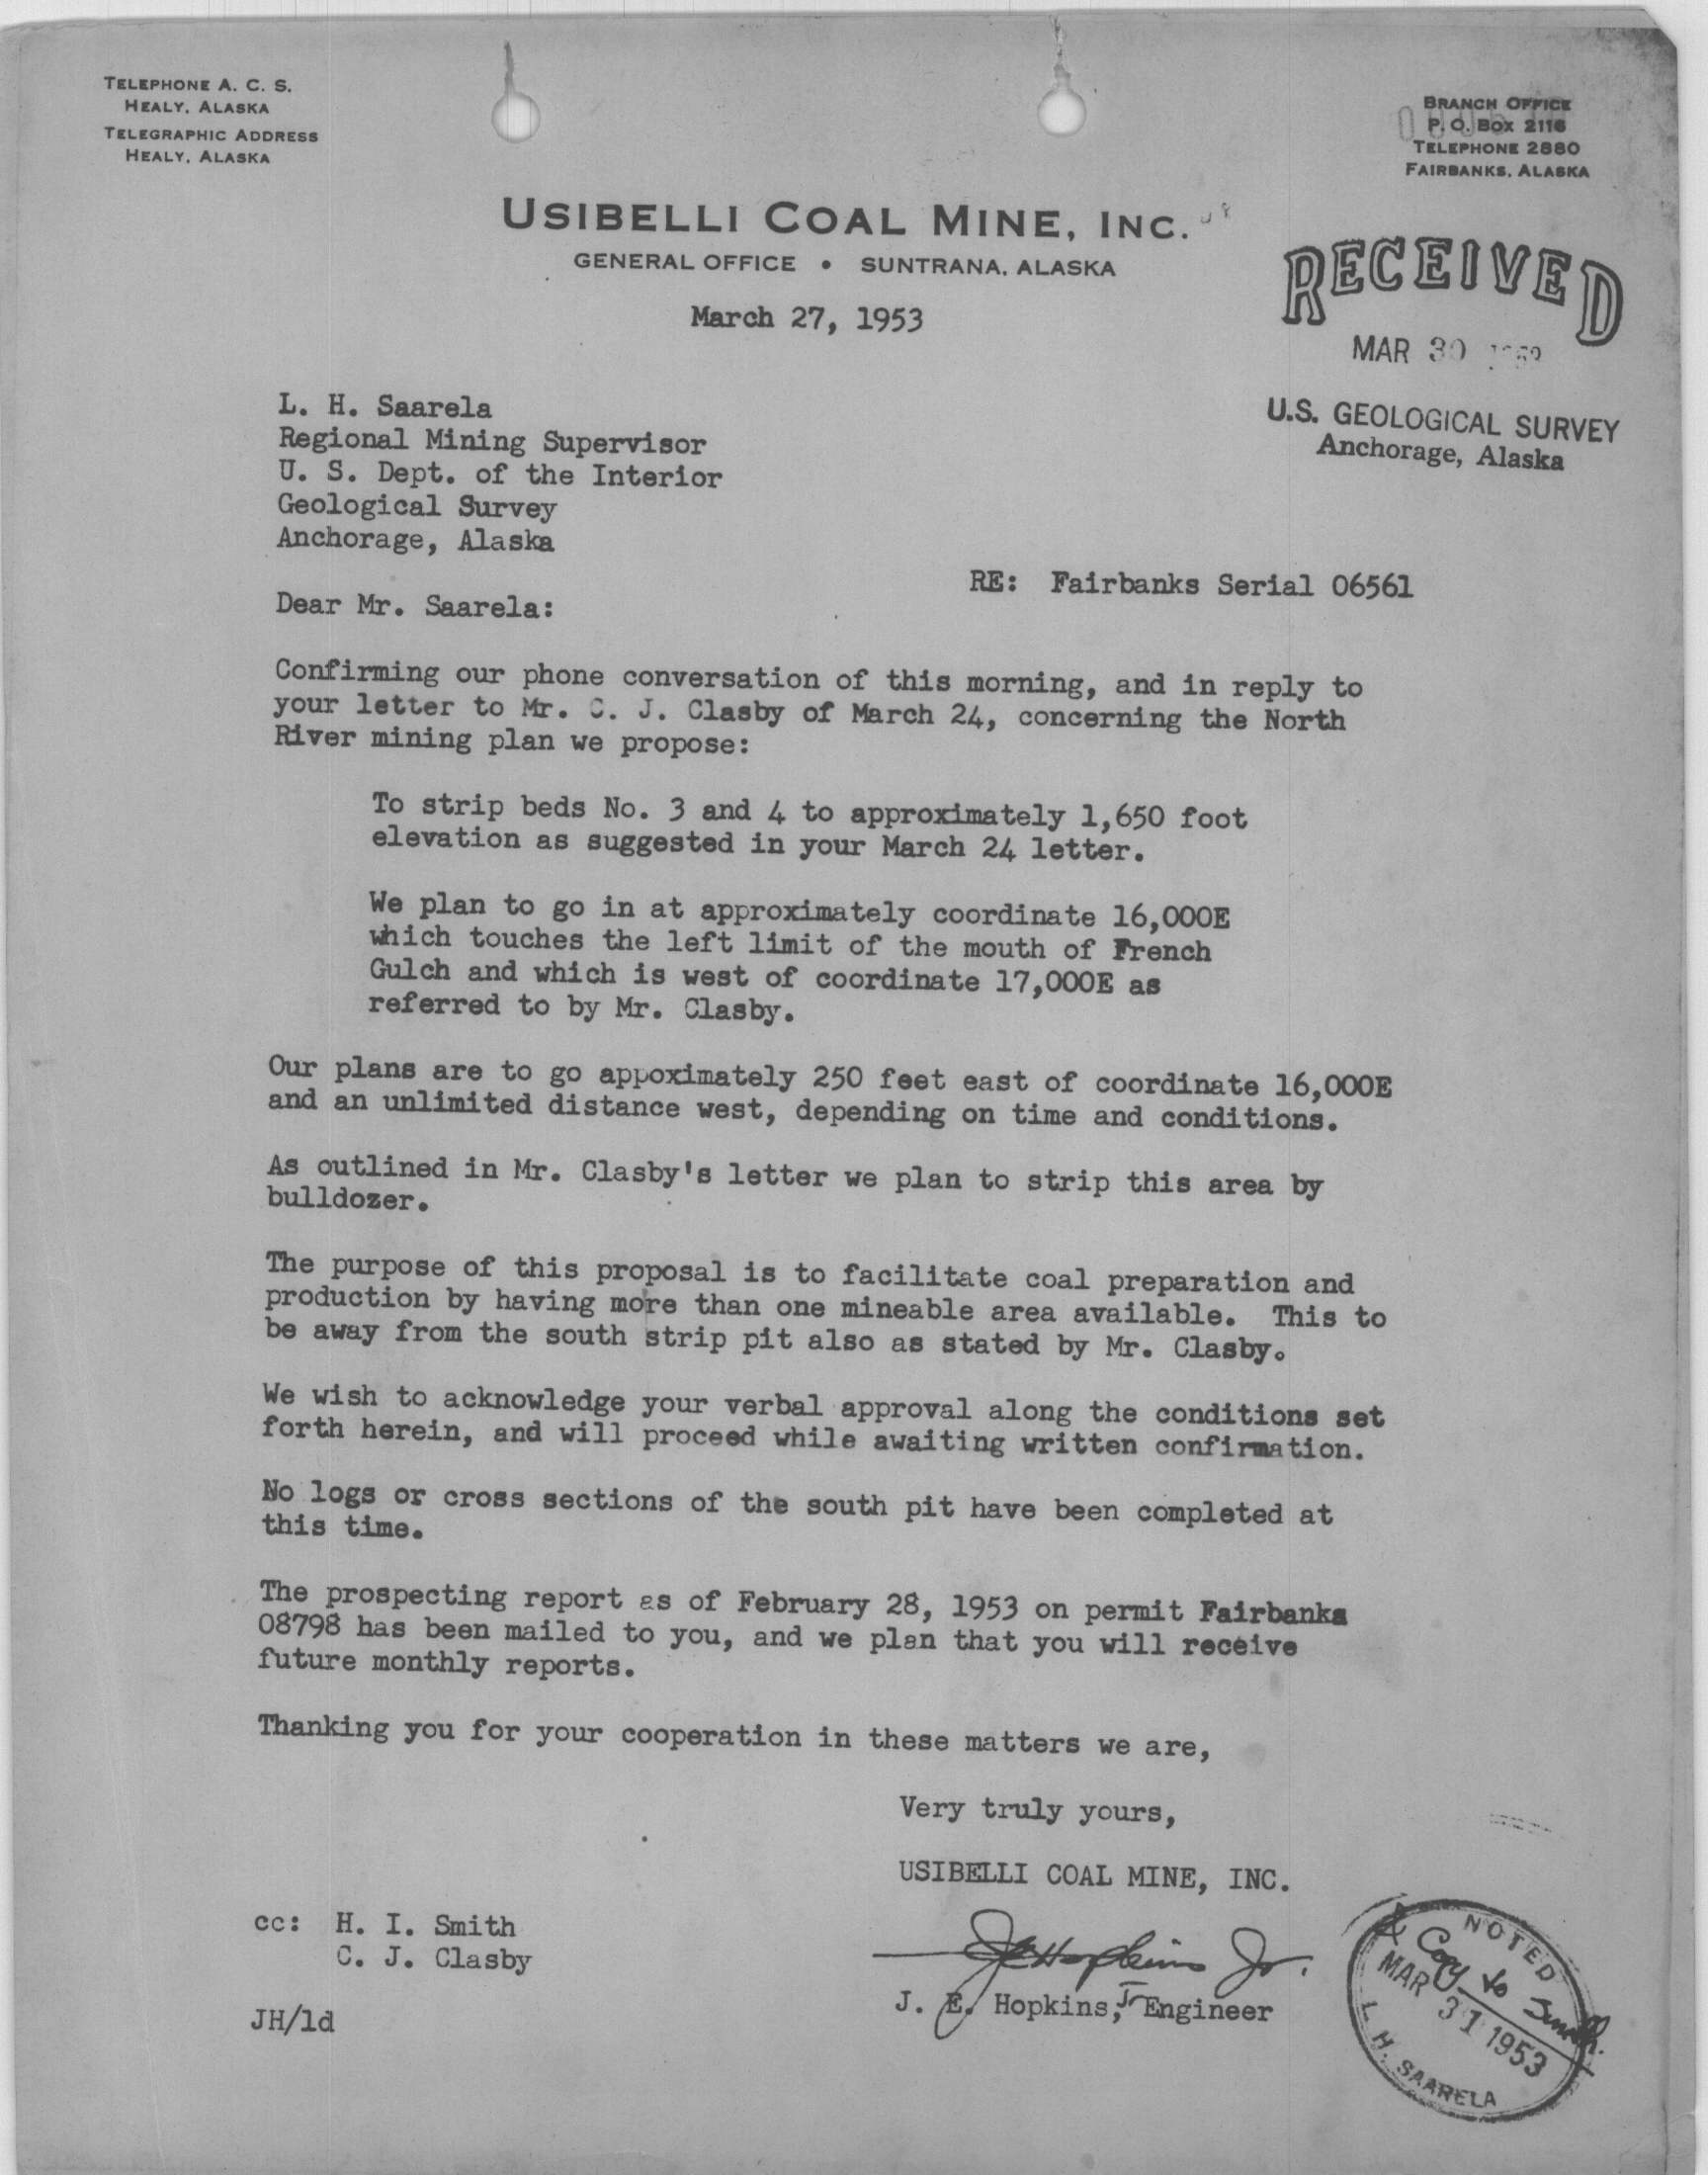 TELEPHONE A. C. S.
HEALY, ALASKA
TELEGRAPHIC ADDRESS
HEALY, ALASKA
BRANCH OFFICE
P. O. BOX 2116
TELEPHONE 2880
FAIRBANKS, ALASKA
USIBELLI COAL MINE, INC.
GENERAL OFFICE • SUNTRANA, ALASKA
March 27, 1953
RECEIVED
MAR 30
U.S. GEOLOGICAL SURVEY
Anchorage, Alaska
L. H. Saarela
Regional Mining Supervisor
U. S. Dept. of the Interior
Geological Survey
Anchorage, Alaska
RE: Fairbanks Serial 06561
Dear Mr. Saarela:
Confirming our phone conversation of this morning, and in reply to
your letter to Mr. C. J. Clasby of March 24, concerning the North
River mining plan we propose:
To strip beds No. 3 and 4 to approximately 1,650 foot
elevation as suggested in your March 24 letter.
We plan to go in at approximately coordinate 16,000E
which touches the left limit of the mouth of French
Gulch and which is west of coordinate 17,000E as
referred to by Mr. Clasby.
Our plans are to go appoximately 250 feet east of coordinate 16,000E
and an unlimited distance west, depending on time and conditions.
As outlined in Mr. Clasby's letter we plan to strip this area by
bulldozer.
The purpose of this proposal is to facilitate coal preparation and
production by having more than one mineable area available. This to
be away from the south strip pit also as stated by Mr. Clasby.
We wish to acknowledge your verbal approval along the conditions set
forth herein, and will proceed while awaiting written confirmation.
No logs or cross sections of the south pit have been completed at
this time.
The prospecting report as of February 28, 1953 on permit Fairbanks
08798 has been mailed to you, and we plan that you will receive
future monthly reports.
Thanking you for your cooperation in these matters we are,
Very truly yours,
USIBELLI COAL MINE, INC.
cc: H. I. Smith
C. J. Clasby
JEHopkins Jr.
J. E. Hopkins, Jr Engineer
JH/ld
NOTED
Copy to Smith.
MAR 31 1953
L. H. SAARELA